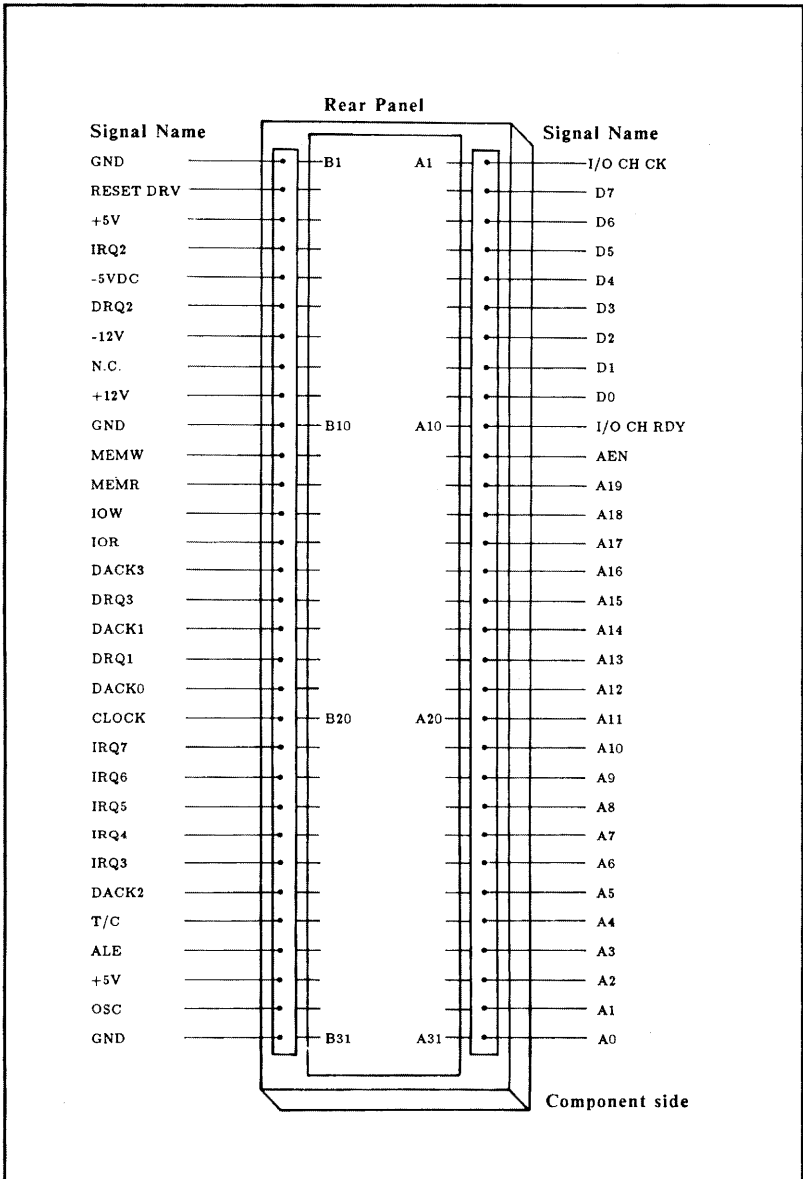 Rear Panel
Signal Name Signal Name
GND B1 A1 I/O CH CK
RESET DRV D7
+5V D6
IRQ2 D5
-5VDC D4
DRQ2 D3
-12V D2
N.C. D1
+12V D0
GND B10 A10 I/O CH RDY
MEMW AEN
MEMR A19
IOW A18
IOR A17
DACK3 A16
DRQ3 A15
DACK1 A14
DRQ1 A13
DACK0 A12
CLOCK B20 A20 A11
IRQ7 A10
IRQ6 A9
IRQ5 A8
IRQ4 A7
IRQ3 A6
DACK2 A5
T/C A4
ALE A3
+5V A2
OSC A1
GND B31 A31 A0
Component side